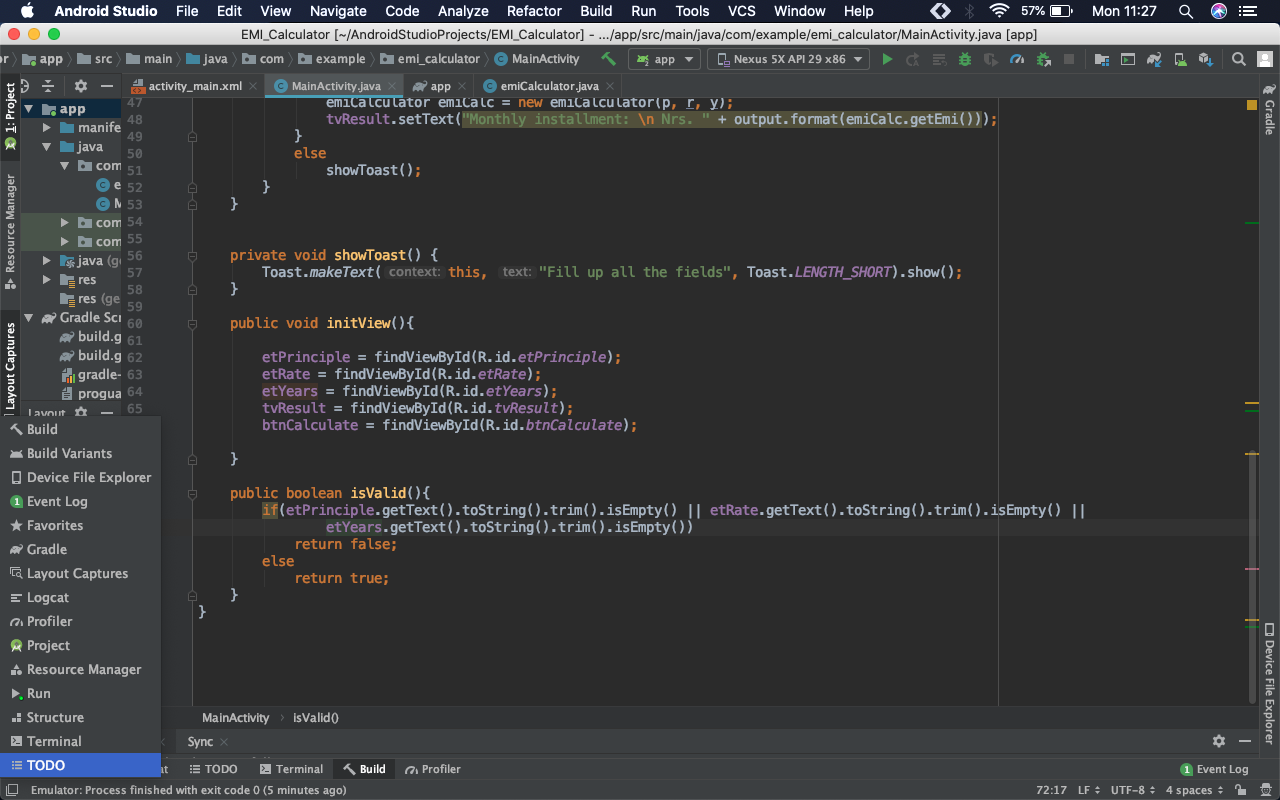 Android Studio File Edit View Navigate Code Analyze Refactor Build Run Tools VCS Window Help 57% Mon 11:27
EMI_Calculator [~/AndroidStudioProjects/EMI_Calculator] - .../app/src/main/java/com/example/emi_calculator/MainActivity.java [app]
app src main java com example emi_calculator MainActivity app Nexus 5X API 29 x86
activity_main.xml MainActivity.java app emiCalculator.java
1: Project
Resource Manager
Layout Captures
app
manife
java
com
e
M
com
com
java (ge
res
res (ge
Gradle Scr
build.g
build.g
gradle-
progua
Layout
47 emiCalculator emiCalc = new emiCalculator(p, r, y);
48 tvResult.setText("Monthly installment: \n Nrs. " + output.format(emiCalc.getEmi()));
49 }
50 else
51 showToast();
52 }
53 }
54
55
56 private void showToast() {
57 Toast.makeText( context: this, text: "Fill up all the fields", Toast.LENGTH_SHORT).show();
58 }
59
60 public void initView(){
61
62 etPrinciple = findViewById(R.id.etPrinciple);
63 etRate = findViewById(R.id.etRate);
64 etYears = findViewById(R.id.etYears);
65 tvResult = findViewById(R.id.tvResult);
btnCalculate = findViewById(R.id.btnCalculate);
}
public boolean isValid(){
if(etPrinciple.getText().toString().trim().isEmpty() || etRate.getText().toString().trim().isEmpty() ||
etYears.getText().toString().trim().isEmpty())
return false;
else
return true;
}
}
Build
Build Variants
Device File Explorer
Event Log
Favorites
Gradle
Layout Captures
Logcat
Profiler
Project
Resource Manager
Run
Structure
Terminal
TODO
Gradle
Device File Explorer
MainActivity isValid()
Sync
TODO Terminal Build Profiler 1 Event Log
Emulator: Process finished with exit code 0 (5 minutes ago) 72:17 LF UTF-8 4 spaces